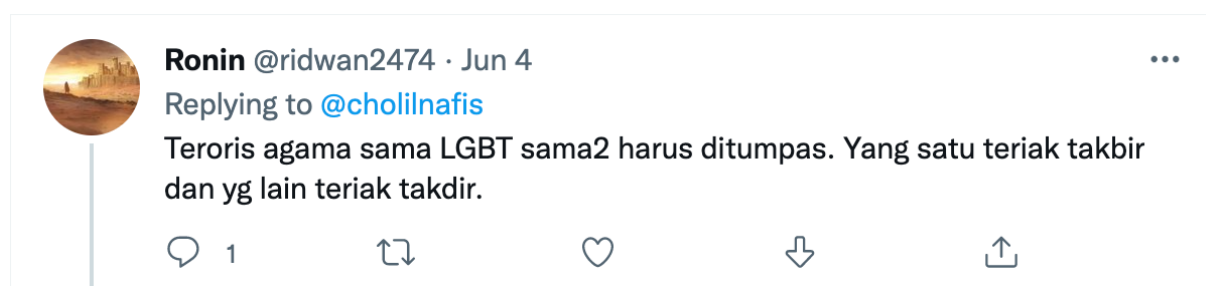 Ronin @ridwan2474 · Jun 4
Replying to @cholilnafis
Teroris agama sama LGBT sama2 harus ditumpas. Yang satu teriak takbir
dan yg lain teriak takdir.
1